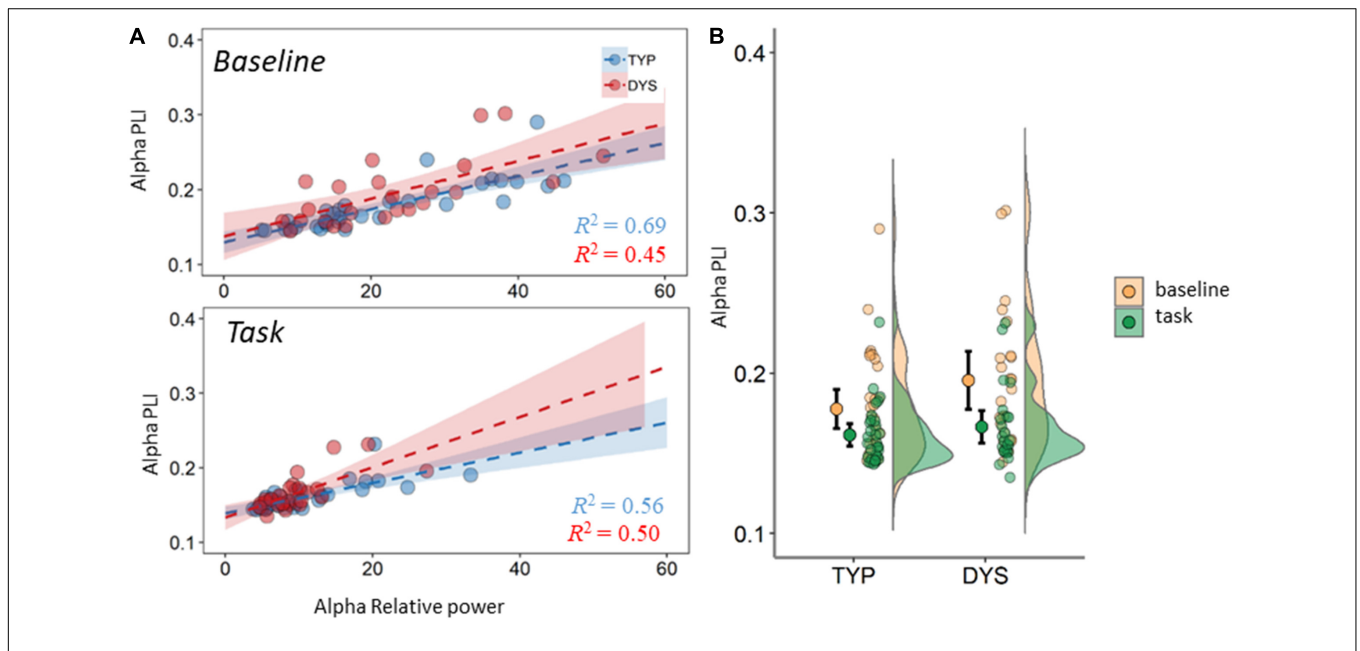 A
Baseline
TYP
DYS
Alpha PLI
0.4
0.3
0.2
0.1
R² = 0.69
R² = 0.45
0 20 40 60
Task
Alpha PLI
0.4
0.3
0.2
0.1
R² = 0.56
R² = 0.50
0 20 40 60
Alpha Relative power
B
Alpha PLI
0.4
0.3
0.2
0.1
TYP DYS
baseline
task